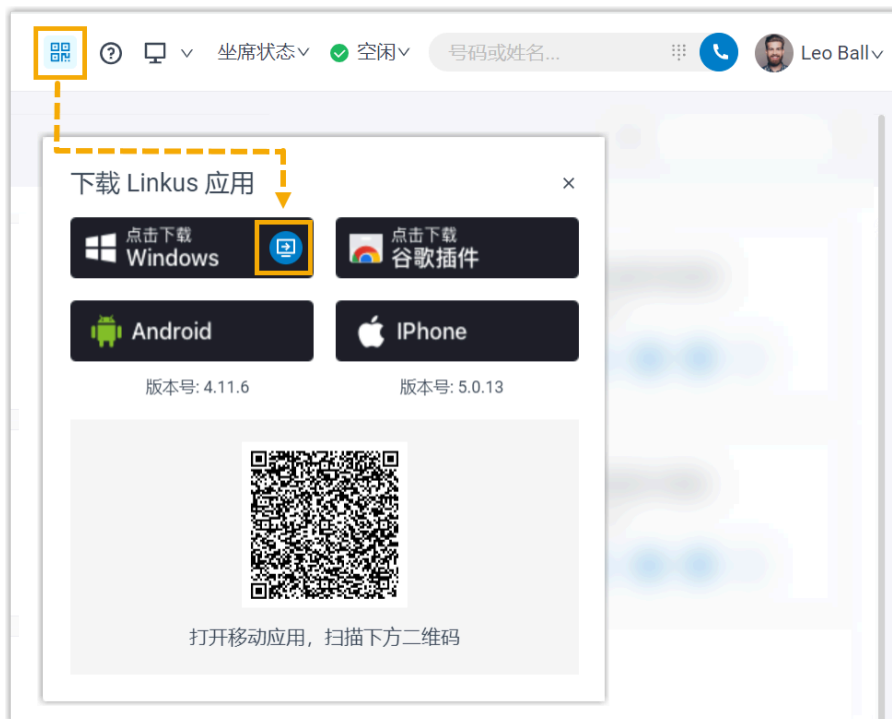 坐席状态 空闲 号码或姓名... Leo Ball
下载 Linkus 应用
点击下载
Windows
点击下载
谷歌插件
Android
IPhone
版本号: 4.11.6
版本号: 5.0.13
打开移动应用，扫描下方二维码